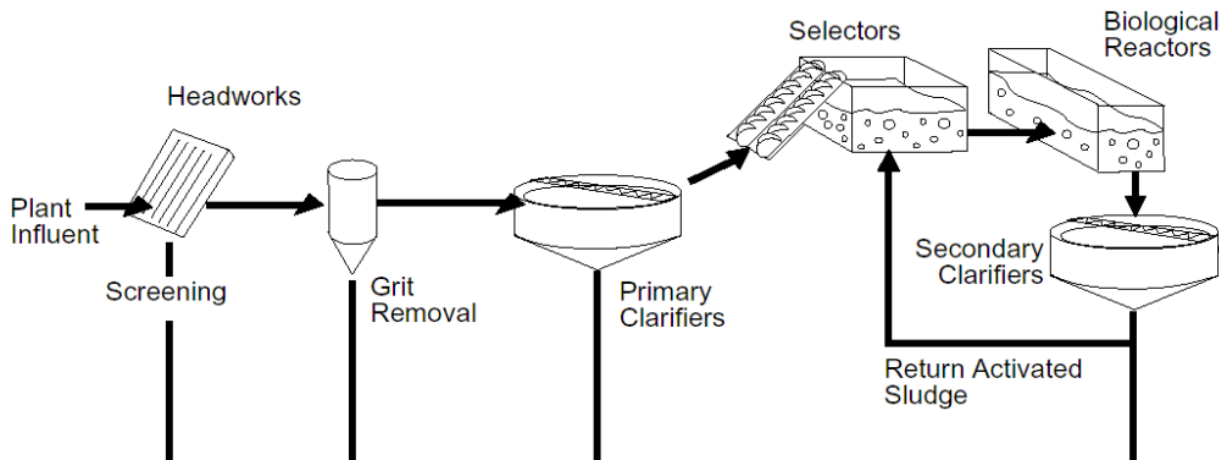 Selectors
Biological
Reactors
Headworks
Plant
Influent
Screening
Grit
Removal
Primary
Clarifiers
Secondary
Clarifiers
Return Activated
Sludge